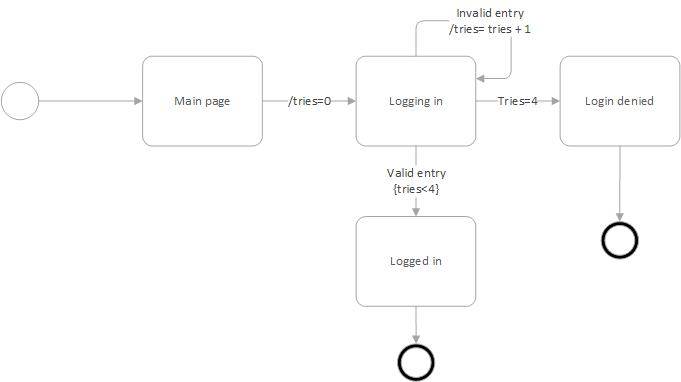 Invalid entry
/tries= tries + 1
Main page
/tries=0
Logging in
Tries=4
Login denied
Valid entry
{tries<4}
Logged in